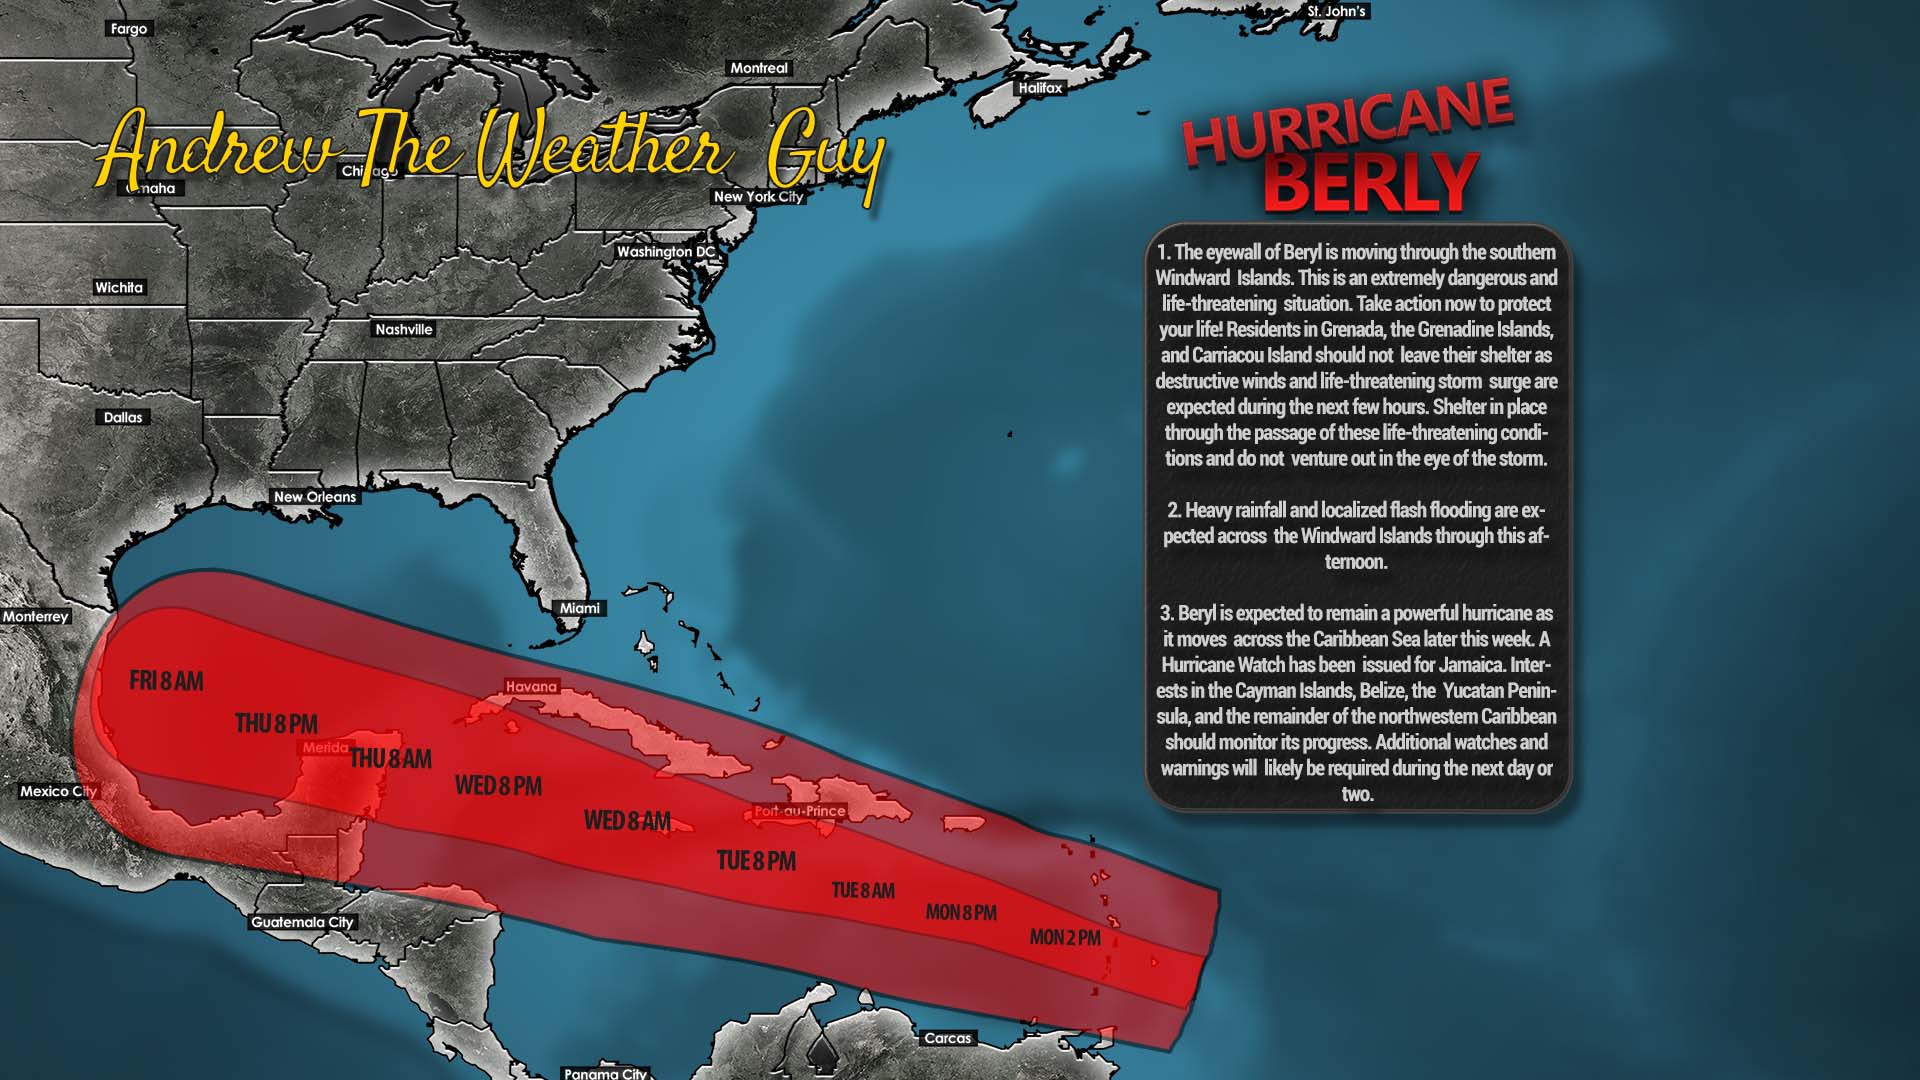 St. John's
Fargo
Montreal
Halifax
Andrew The Weather Guy
HURRICANE
BERLY
Chicago
Omaha
New York City
Washington DC
Wichita
Nashville
Dallas
New Orleans
Miami
Monterrey
1. The eyewall of Beryl is moving through the southern
Windward Islands. This is an extremely dangerous and
life-threatening situation. Take action now to protect
your life! Residents in Grenada, the Grenadine Islands,
and Carriacou Island should not leave their shelter as
destructive winds and life-threatening storm surge are
expected during the next few hours. Shelter in place
through the passage of these life-threatening condi-
tions and do not venture out in the eye of the storm.
2. Heavy rainfall and localized flash flooding are ex-
pected across the Windward Islands through this af-
ternoon.
3. Beryl is expected to remain a powerful hurricane as
it moves across the Caribbean Sea later this week. A
Hurricane Watch has been issued for Jamaica. Inter-
ests in the Cayman Islands, Belize, the Yucatan Penin-
sula, and the remainder of the northwestern Caribbean
should monitor its progress. Additional watches and
warnings will likely be required during the next day or
two.
FRI 8 AM
Havana
THU 8 PM
Merida
THU 8 AM
WED 8 PM
Mexico City
WED 8 AM
Port-au-Prince
TUE 8 PM
TUE 8 AM
MON 8 PM
MON 2 PM
Guatemala City
Carcas
Panama City